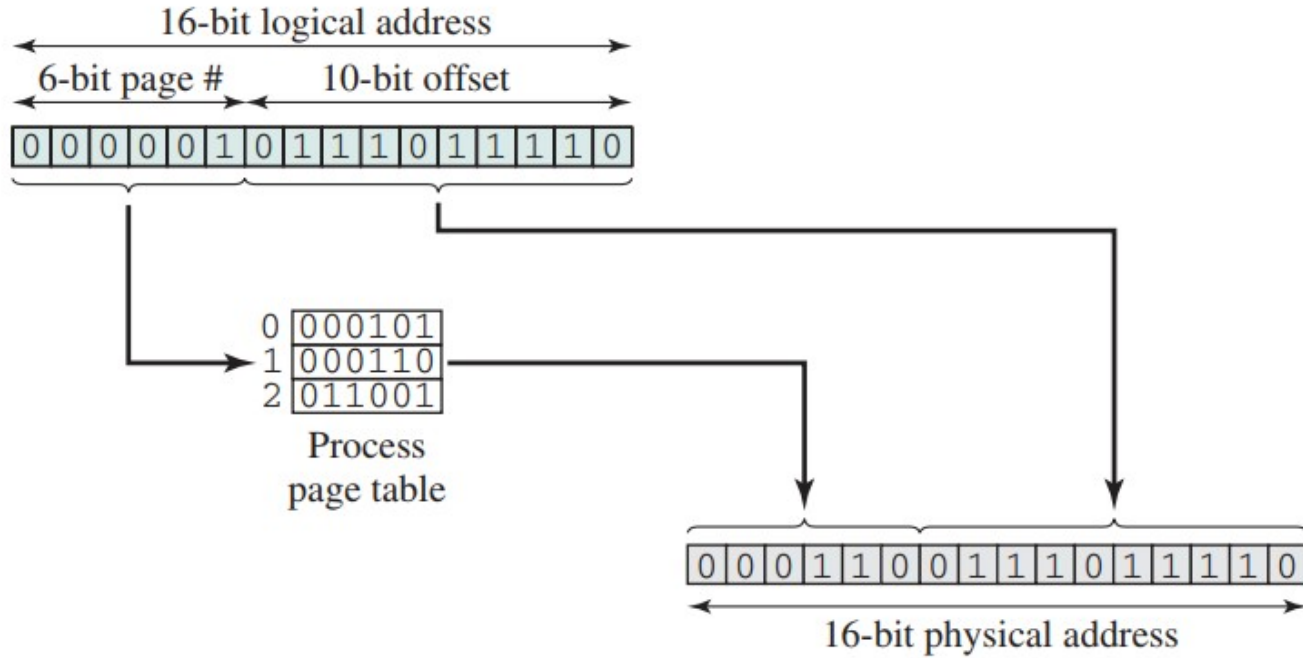 16-bit logical address
6-bit page # 10-bit offset
0 0 0 0 0 1 0 1 1 1 0 1 1 1 1 0
0 000101
1 000110
2 011001
Process
page table
0 0 0 1 1 0 0 1 1 1 0 1 1 1 1 0
16-bit physical address